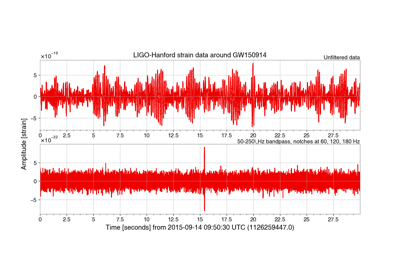 LIGO-Hanford strain data around GW150914
×10⁻¹⁹ Unfiltered data
5
0
−5
0 2.5 5 7.5 10 12.5 15 17.5 20 22.5 25 27.5
Amplitude [strain]
50-250\,Hz bandpass, notches at 60, 120, 180 Hz
5
0
−5
0 2.5 5 7.5 10 12.5 15 17.5 20 22.5 25 27.5
Time [seconds] from 2015-09-14 09:50:30 UTC (1126259447.0)